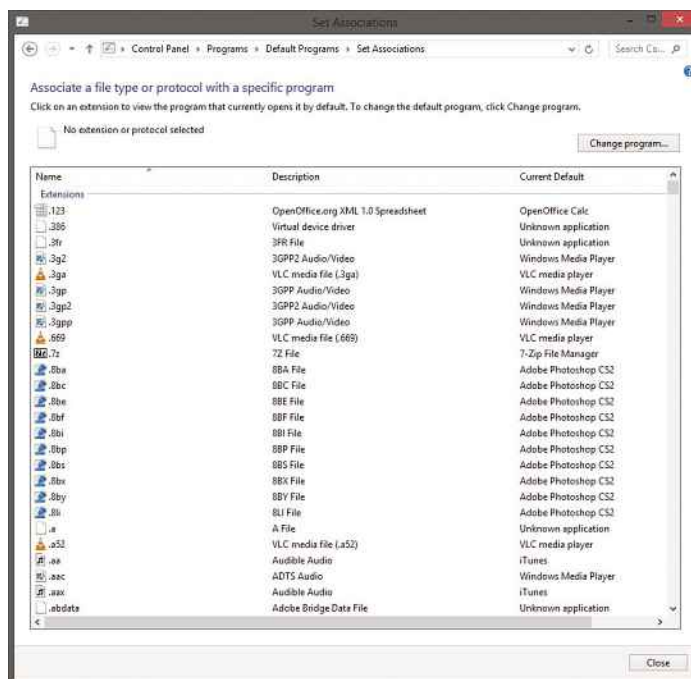 Set Associations
Control Panel Programs Default Programs Set Associations Search Co...
Associate a file type or protocol with a specific program
Click on an extension to view the program that currently opens it by default. To change the default program, click Change program.
No extension or protocol selected
Change program...
Name Description Current Default
Extensions
.123 OpenOffice.org XML 1.0 Spreadsheet OpenOffice Calc
.386 Virtual device driver Unknown application
.3fr 3FR File Unknown application
.3g2 3GPP2 Audio/Video Windows Media Player
.3ga VLC media file (.3ga) VLC media player
.3gp 3GPP Audio/Video Windows Media Player
.3gp2 3GPP2 Audio/Video Windows Media Player
.3gpp 3GPP Audio/Video Windows Media Player
.669 VLC media file (.669) VLC media player
.7z 7Z File 7-Zip File Manager
.8ba 8BA File Adobe Photoshop CS2
.8bc 8BC File Adobe Photoshop CS2
.8be 8BE File Adobe Photoshop CS2
.8bf 8BF File Adobe Photoshop CS2
.8bi 8BI File Adobe Photoshop CS2
.8bp 8BP File Adobe Photoshop CS2
.8bs 8BS File Adobe Photoshop CS2
.8bx 8BX File Adobe Photoshop CS2
.8by 8BY File Adobe Photoshop CS2
.8li 8LI File Adobe Photoshop CS2
.a A File Unknown application
.a52 VLC media file (.a52) VLC media player
.aa Audible Audio iTunes
.aac ADTS Audio Windows Media Player
.aax Audible Audio iTunes
.abdata Adobe Bridge Data File Unknown application
Close